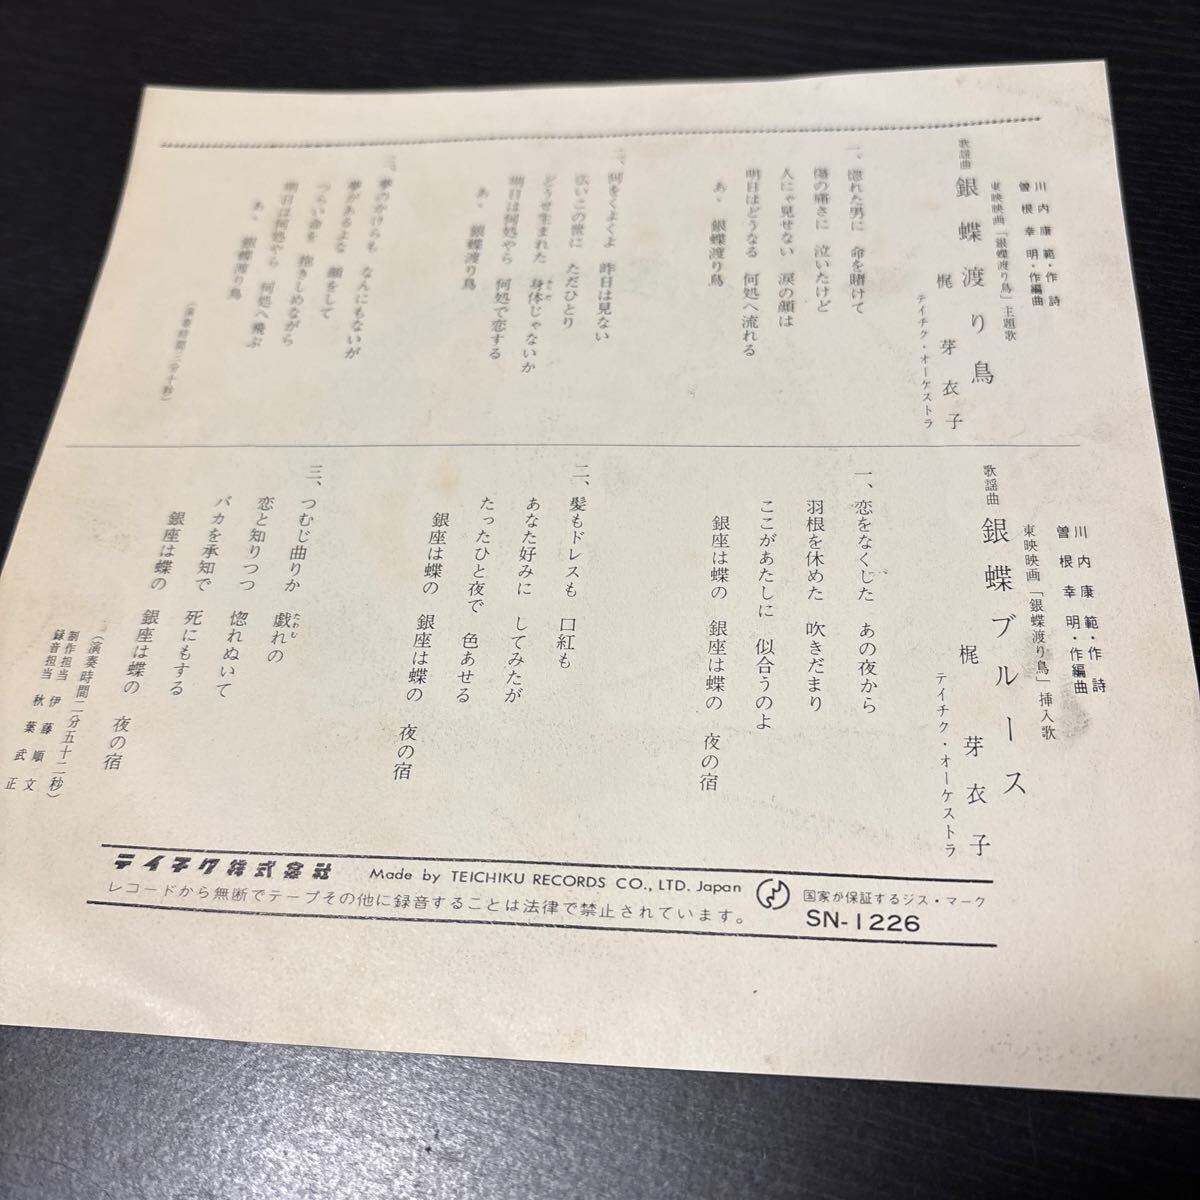 川内康範・作詩
曽根幸明・作編曲
東映映画「銀蝶渡り鳥」主題歌
歌謡曲 銀蝶渡り鳥
梶芽衣子
テイチク・オーケストラ
一、惚れた男に 命を賭けて
傷の痛さに 泣いたけど
人にゃ見せない 涙の顔は
明日はどうなる 何処へ流れる
あゝ 銀蝶渡り鳥
二、何をくよくよ 昨日は見ない
広いこの世に ただひとり
どうせ生まれた 身体じゃないか
明日は何処やら 何処で恋する
あゝ 銀蝶渡り鳥
三、夢のかけらも なんにもないが
夢があるよな 顔をして
つらい命を 抱きしめながら
明日は何処やら 何処へ飛ぶ
あゝ 銀蝶渡り鳥
(演奏時間三分十秒)
川内康範・作詩
曽根幸明・作編曲
東映映画「銀蝶渡り鳥」挿入歌
歌謡曲 銀蝶ブルース
梶芽衣子
テイチク・オーケストラ
一、恋をなくした あの夜から
羽根を休めた 吹きだまり
ここがあたしに 似合うのよ
銀座は蝶の 銀座は蝶の 夜の宿
二、髪もドレスも 口紅も
あなた好みに してみたが
たったひと夜で 色あせる
銀座は蝶の 銀座は蝶の 夜の宿
三、つむじ曲りか 戯れの
たわむ
恋と知りつつ 惚れぬいて
バカを承知で 死にもする
銀座は蝶の 銀座は蝶の 夜の宿
(演奏時間二分五十二秒)
制作担当 伊藤順文
録音担当 秋葉武正
テイチク株式会社 Made by TEICHIKU RECORDS CO., LTD. Japan
レコードから無断でテープその他に録音することは法律で禁止されています。
国家が保証するジス・マーク
SN-1226